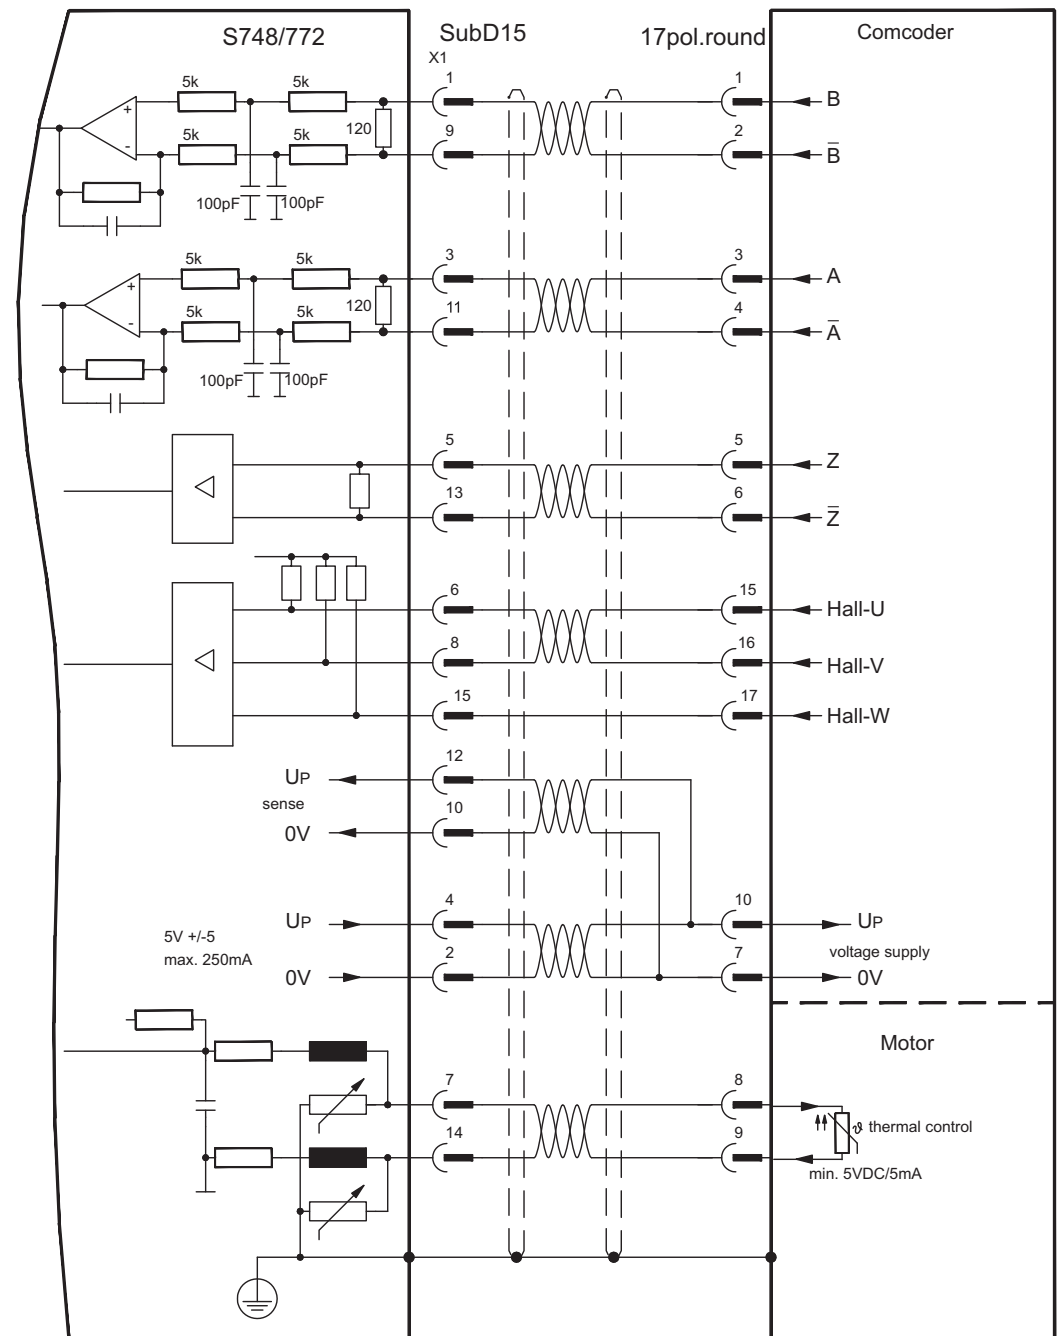 S748/772 SubD15 17pol.round Comcoder
X1
5k 5k 1 1 B
120
5k 5k 9 2 B̅
100pF 100pF
+
-
5k 5k 3 3 A
120
5k 5k 11 4 A̅
100pF 100pF
+
-
5 5 Z
13 6 Z̅
6 15 Hall-U
8 16 Hall-V
15 17 Hall-W
UP 12
sense
0V 10
UP 4 10 UP
5V +/-5
max. 250mA
voltage supply
0V 2 7 0V
Motor
7 8
ϑ thermal control
14 9
min. 5VDC/5mA